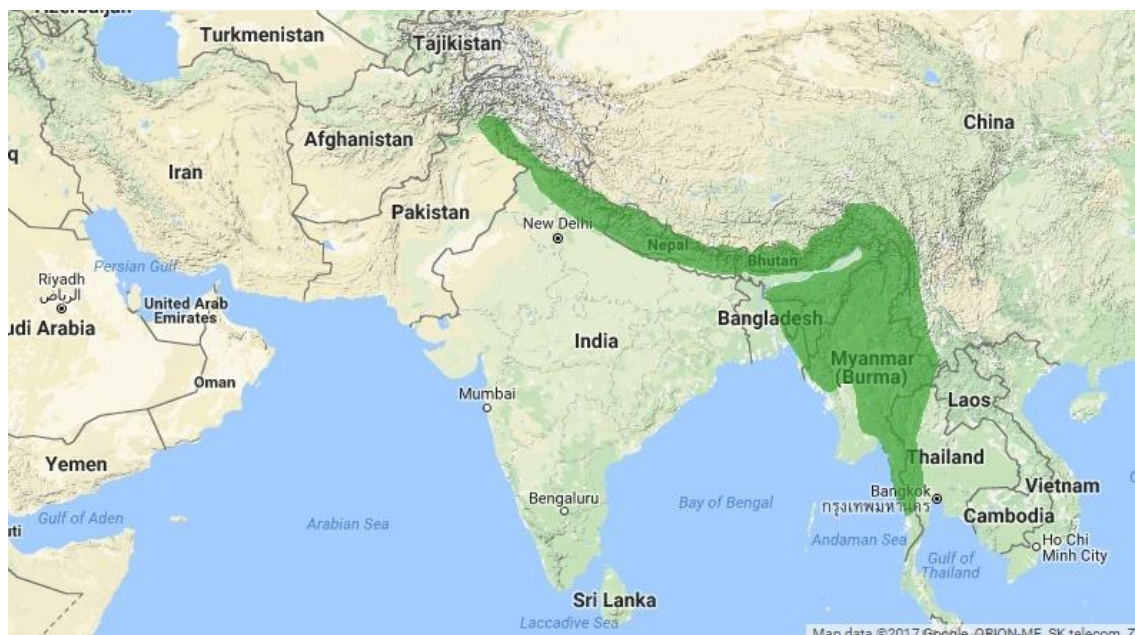 Azerbaijan
Turkmenistan
Tajikistan
China
Afghanistan
q
Iran
Pakistan
New Delhi
Nepal
Bhutan
Persian Gulf
Riyadh
الرياض
United Arab
Emirates
udi Arabia
Bangladesh
India
Myanmar
(Burma)
Oman
Mumbai
Laos
Yemen
Thailand
Bengaluru
Bay of Bengal
Bangkok
กรุงเทพมหานคร
Vietnam
Gulf of Aden
Arabian Sea
Cambodia
uti
Andaman Sea
Ho Chi
Minh City
Gulf of
Thailand
Sri Lanka
Laccadive Sea
Map data ©2017 Google, ORION-ME, SK telecom, Z